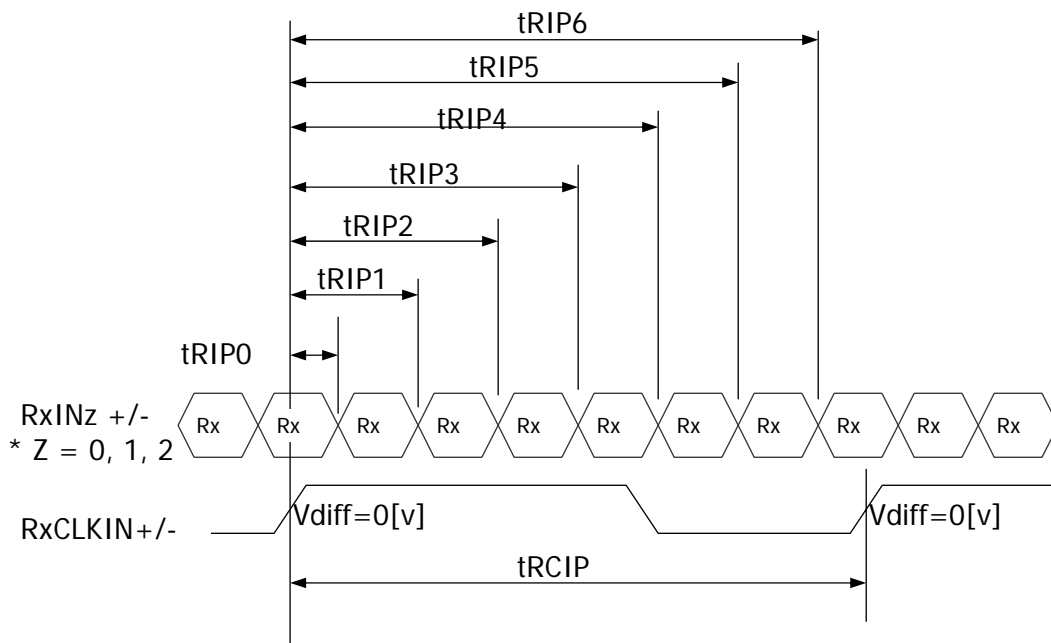 tRIP6
tRIP5
tRIP4
tRIP3
tRIP2
tRIP1
tRIP0
RxINz +/-
* Z = 0, 1, 2
Rx Rx Rx Rx Rx Rx Rx Rx Rx Rx Rx
RxCLKIN+/-
Vdiff=0[v] Vdiff=0[v]
tRCIP